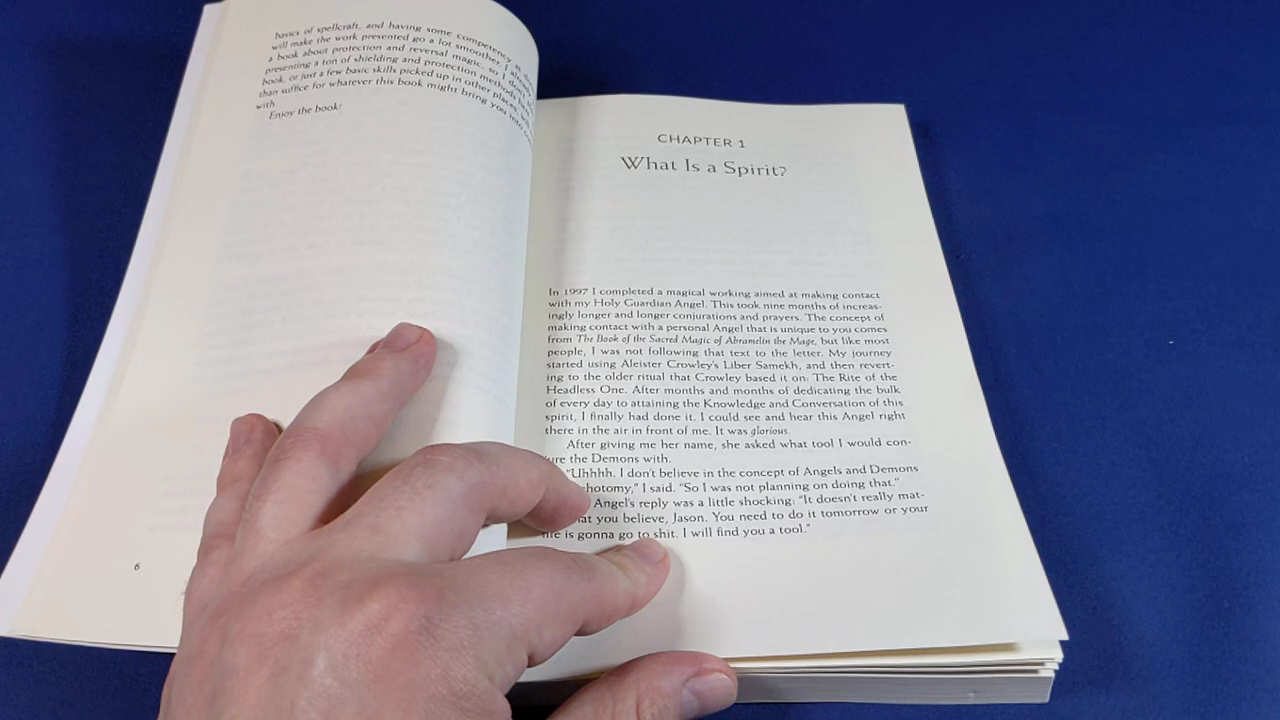 basics of spellcraft, and having some competency
will make the work presented go a lot smoother. I already
a book about protection and reversal magic, so I don't
presenting a ton of shielding and protection methods
book, or just a few basic skills picked up in other places, will
than suffice for whatever this book might bring you into
with
Enjoy the book!
6
CHAPTER 1
What Is a Spirit?
In 1997 I completed a magical working aimed at making contact
with my Holy Guardian Angel. This took nine months of increas-
ingly longer and longer conjurations and prayers. The concept of
making contact with a personal Angel that is unique to you comes
from The Book of the Sacred Magic of Abramelin the Mage, but like most
people, I was not following that text to the letter. My journey
started using Aleister Crowley's Liber Samekh, and then revert-
ing to the older ritual that Crowley based it on: The Rite of the
Headless One. After months and months of dedicating the bulk
of every day to attaining the Knowledge and Conversation of this
spirit, I finally had done it. I could see and hear this Angel right
there in the air in front of me. It was glorious.
After giving me her name, she asked what tool I would con-
jure the Demons with.
"Uhhhh. I don't believe in the concept of Angels and Demons
chotomy," I said. "So I was not planning on doing that."
Angel's reply was a little shocking: "It doesn't really mat-
at you believe, Jason. You need to do it tomorrow or your
life is gonna go to shit. I will find you a tool."